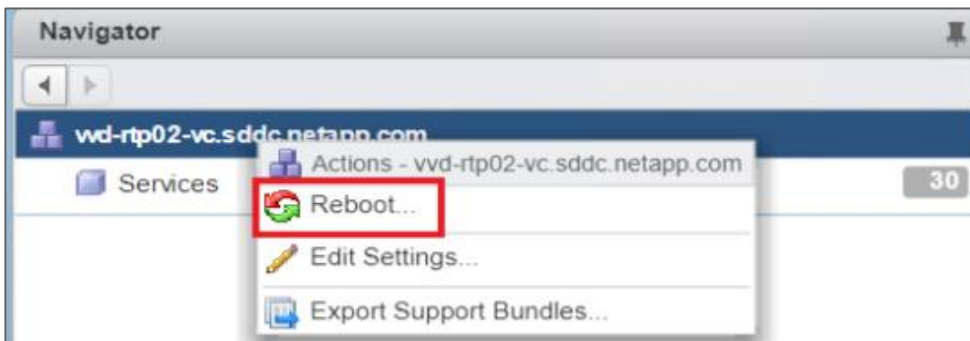 Navigator
vvd-rtp02-vc.sddc.netapp.com
Actions - vvd-rtp02-vc.sddc.netapp.com
Services
30
Reboot...
Edit Settings...
Export Support Bundles...